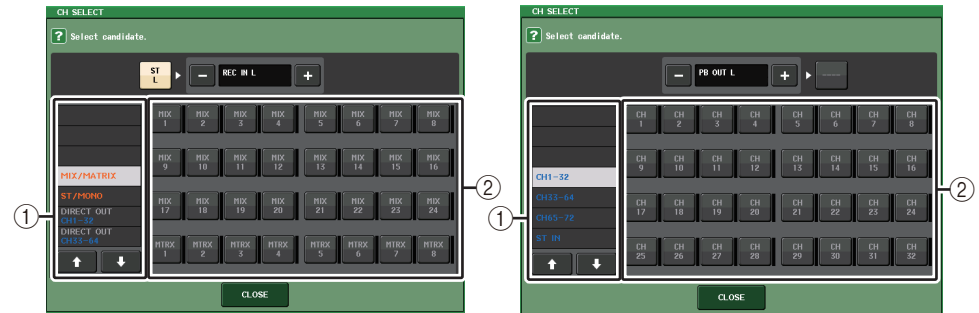 CH SELECT
? Select candidate.
ST L
− REC IN L +
MIX/MATRIX
ST/MONO
DIRECT OUT
CH1-32
DIRECT OUT
CH33-64
MIX 1 MIX 2 MIX 3 MIX 4 MIX 5 MIX 6 MIX 7 MIX 8
MIX 9 MIX 10 MIX 11 MIX 12 MIX 13 MIX 14 MIX 15 MIX 16
MIX 17 MIX 18 MIX 19 MIX 20 MIX 21 MIX 22 MIX 23 MIX 24
MTRX 1 MTRX 2 MTRX 3 MTRX 4 MTRX 5 MTRX 6 MTRX 7 MTRX 8
CLOSE
①
②
CH SELECT
? Select candidate.
− PB OUT L + ----
CH1-32
CH33-64
CH65-72
ST IN
CH 1 CH 2 CH 3 CH 4 CH 5 CH 6 CH 7 CH 8
CH 9 CH 10 CH 11 CH 12 CH 13 CH 14 CH 15 CH 16
CH 17 CH 18 CH 19 CH 20 CH 21 CH 22 CH 23 CH 24
CH 25 CH 26 CH 27 CH 28 CH 29 CH 30 CH 31 CH 32
CLOSE
①
②